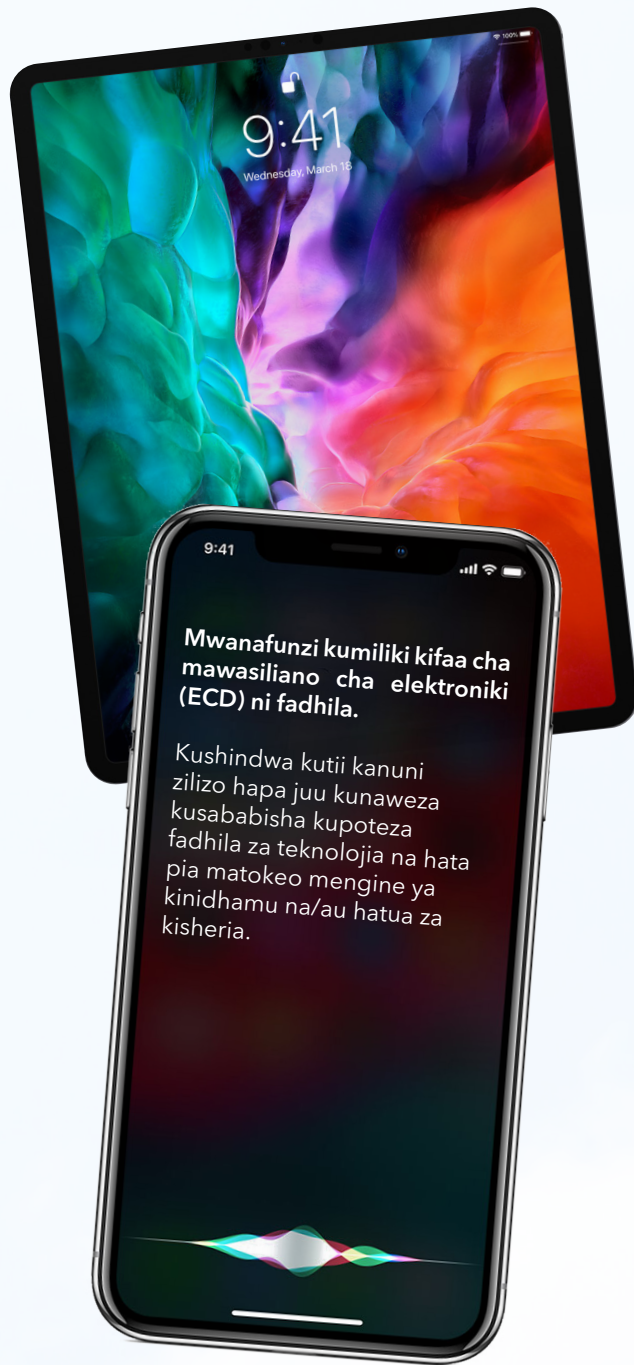 100%
9:41
Wednesday, March 18
9:41
Mwanafunzi kumiliki kifaa cha
mawasiliano cha elektroniki
(ECD) ni fadhila.
Kushindwa kutii kanuni
zilizo hapa juu kunaweza
kusababisha kupoteza
fadhila za teknolojia na hata
pia matokeo mengine ya
kinidhamu na/au hatua za
kisheria.